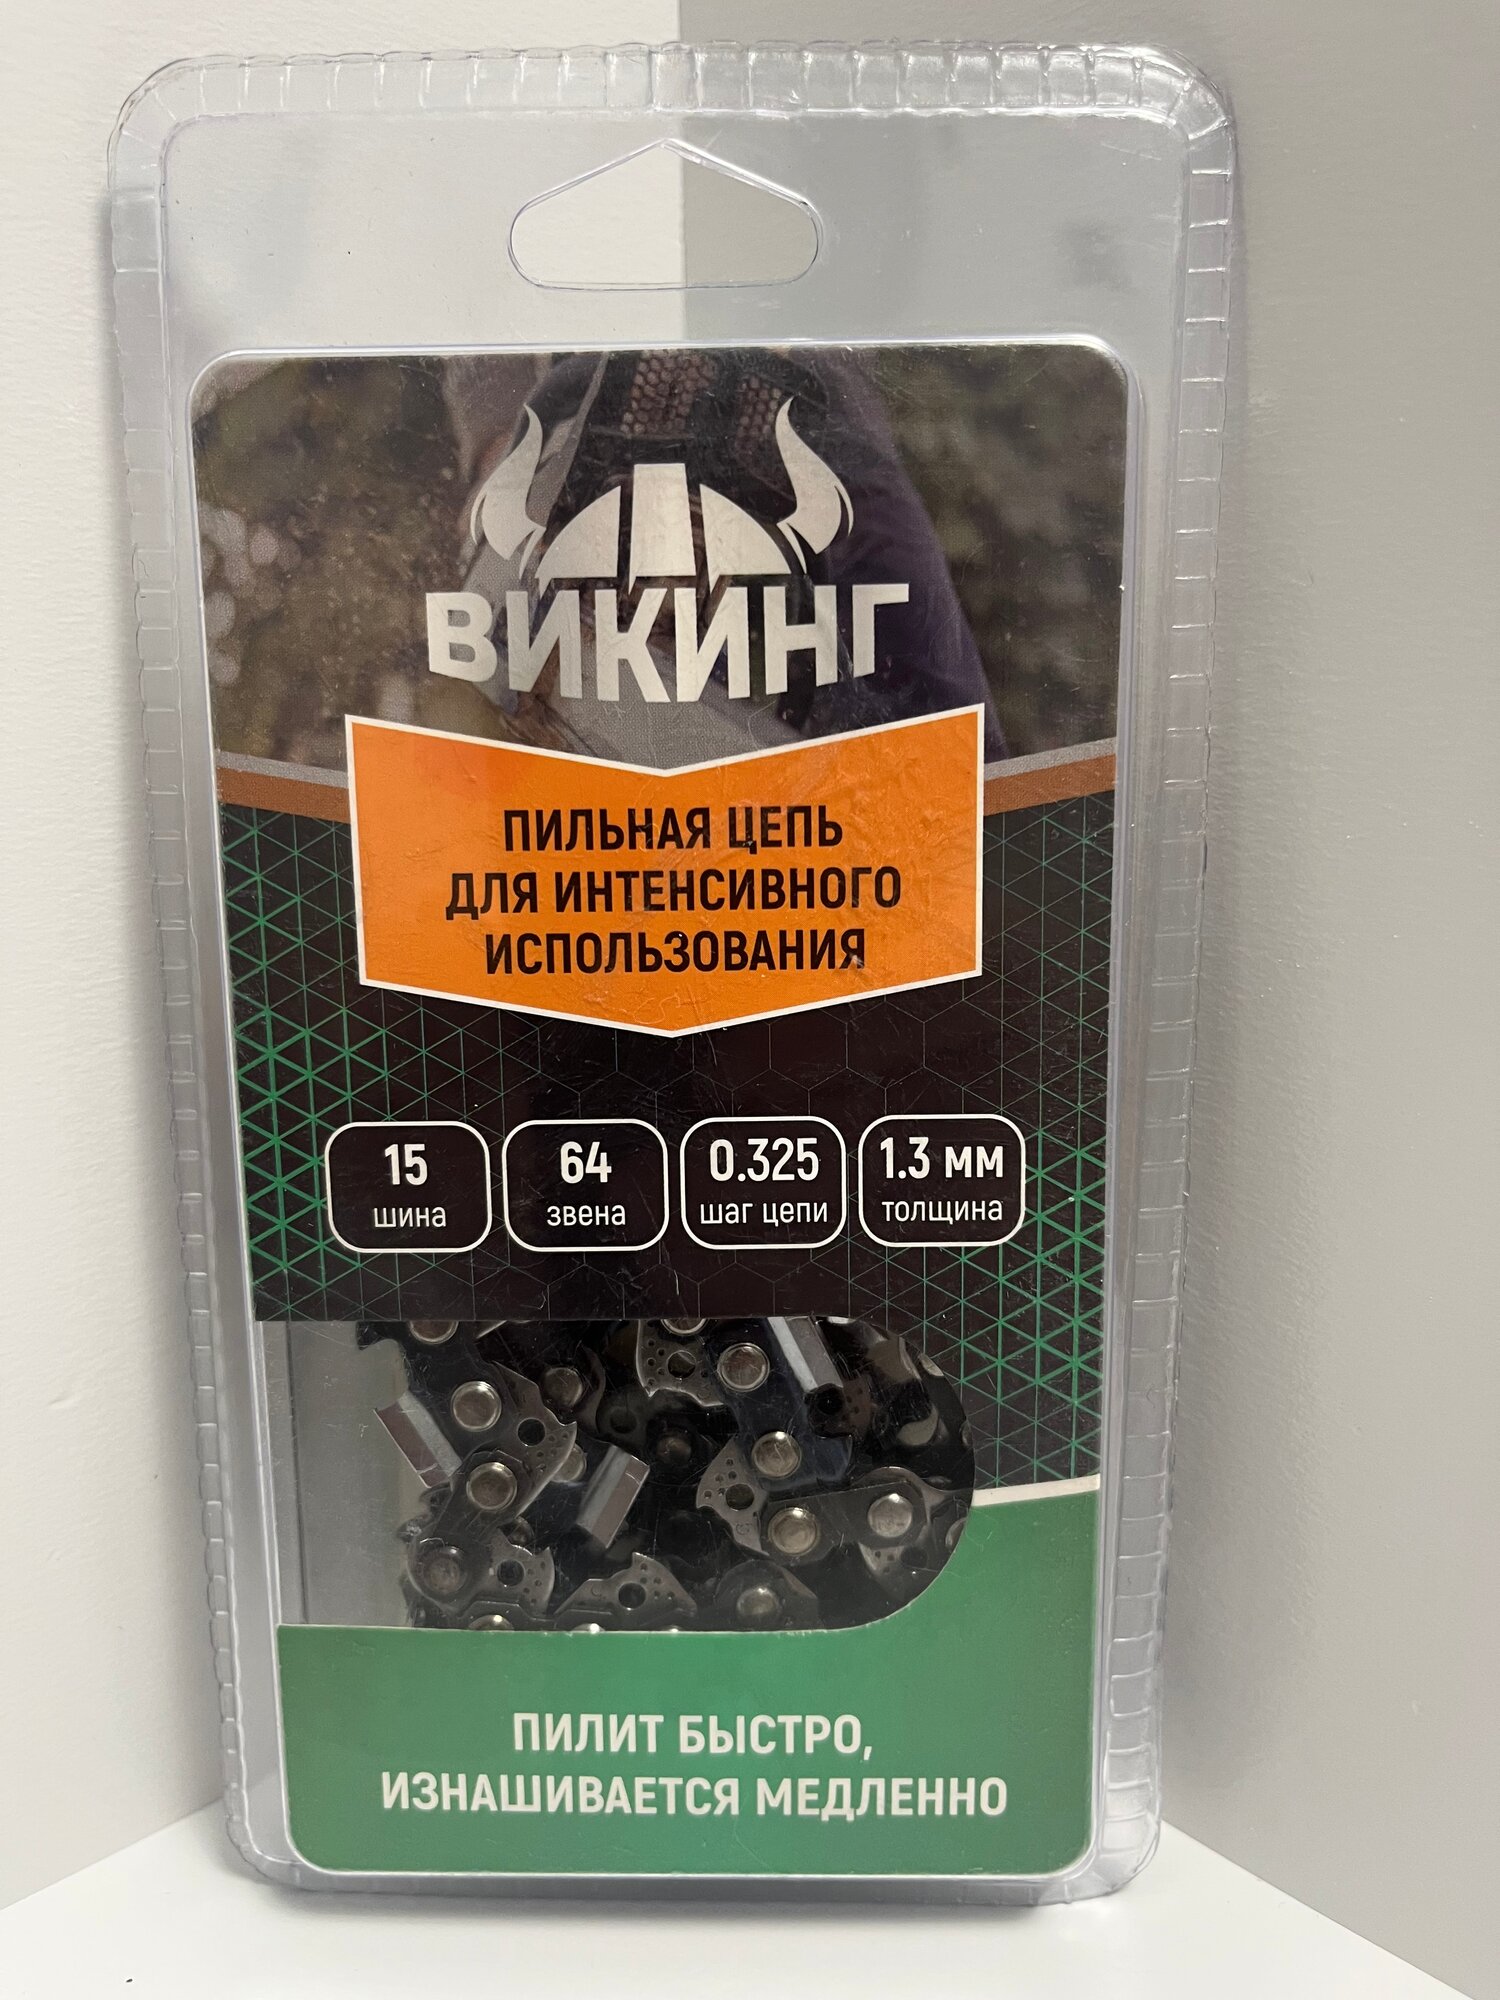 ВИКИНГ
ПИЛЬНАЯ ЦЕПЬ
ДЛЯ ИНТЕНСИВНОГО
ИСПОЛЬЗОВАНИЯ
15
шина
64
звена
0.325
шаг цепи
1.3 мм
толщина
ПИЛИТ БЫСТРО,
ИЗНАШИВАЕТСЯ МЕДЛЕННО